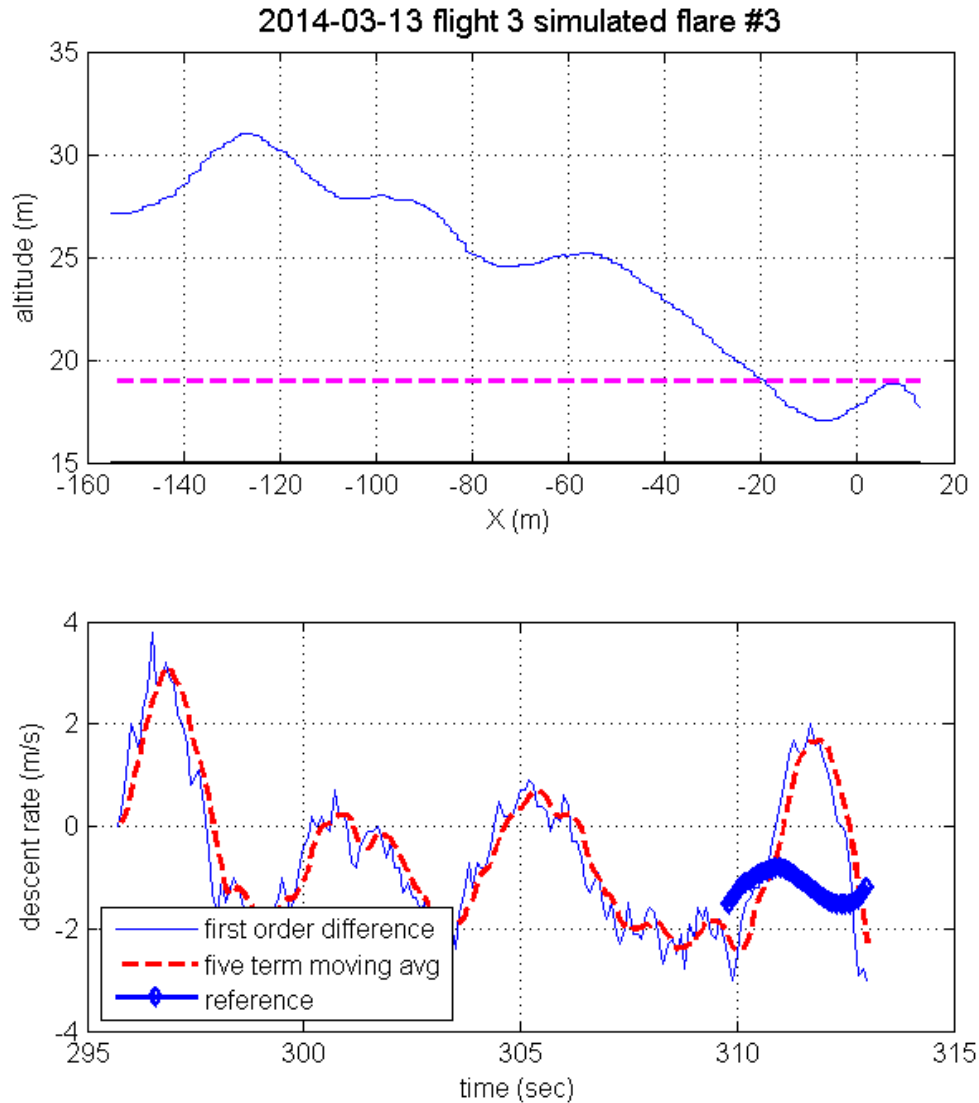 2014-03-13 flight 3 simulated flare #3
35
30
25
20
15
altitude (m)
-160 -140 -120 -100 -80 -60 -40 -20 0 20
X (m)
4
2
0
-2
-4
descent rate (m/s)
first order difference
five term moving avg
reference
295 300 305 310 315
time (sec)